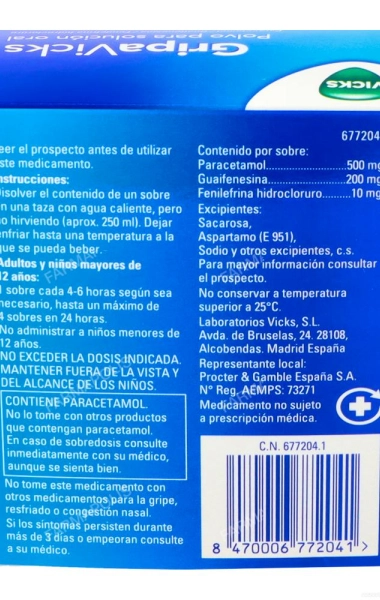 GripaVicks
Polvo para solución oral
VICKS
eer el prospecto antes de utilizar
ste medicamento.
nstrucciones:
Disolver el contenido de un sobre
en una taza con agua caliente, pero
no hirviendo (aprox. 250 ml). Dejar
enfriar hasta una temperatura a la
que se pueda beber.
Adultos y niños mayores de
12 años:
1 sobre cada 4-6 horas según sea
necesario, hasta un máximo de
4 sobres en 24 horas.
No administrar a niños menores de
12 años.
NO EXCEDER LA DOSIS INDICADA.
MANTENER FUERA DE LA VISTA Y
DEL ALCANCE DE LOS NIÑOS.
CONTIENE PARACETAMOL.
No lo tome con otros productos
que contengan paracetamol.
En caso de sobredosis consulte
inmediatamente con su médico,
aunque se sienta bien.
No tome este medicamento con
otros medicamentos para la gripe,
resfriado o congestión nasal.
Si los síntomas persisten durante
más de 3 días o empeoran consulte
a su médico.
677204
Contenido por sobre:
Paracetamol 500 mg
Guaifenesina 200 mg
Fenilefrina hidrocloruro 10 mg
Excipientes:
Sacarosa,
Aspartamo (E 951),
Sodio y otros excipientes, c.s.
Para mayor información consultar
el prospecto.
No conservar a temperatura
superior a 25°C.
Laboratorios Vicks, S.L.
Avda. de Bruselas, 24. 28108,
Alcobendas. Madrid España
Representante local:
Procter & Gamble España S.A.
Nº Reg. AEMPS: 73271
Medicamento no sujeto
a prescripción médica.
C.N. 677204.1
8 470006 772041 >